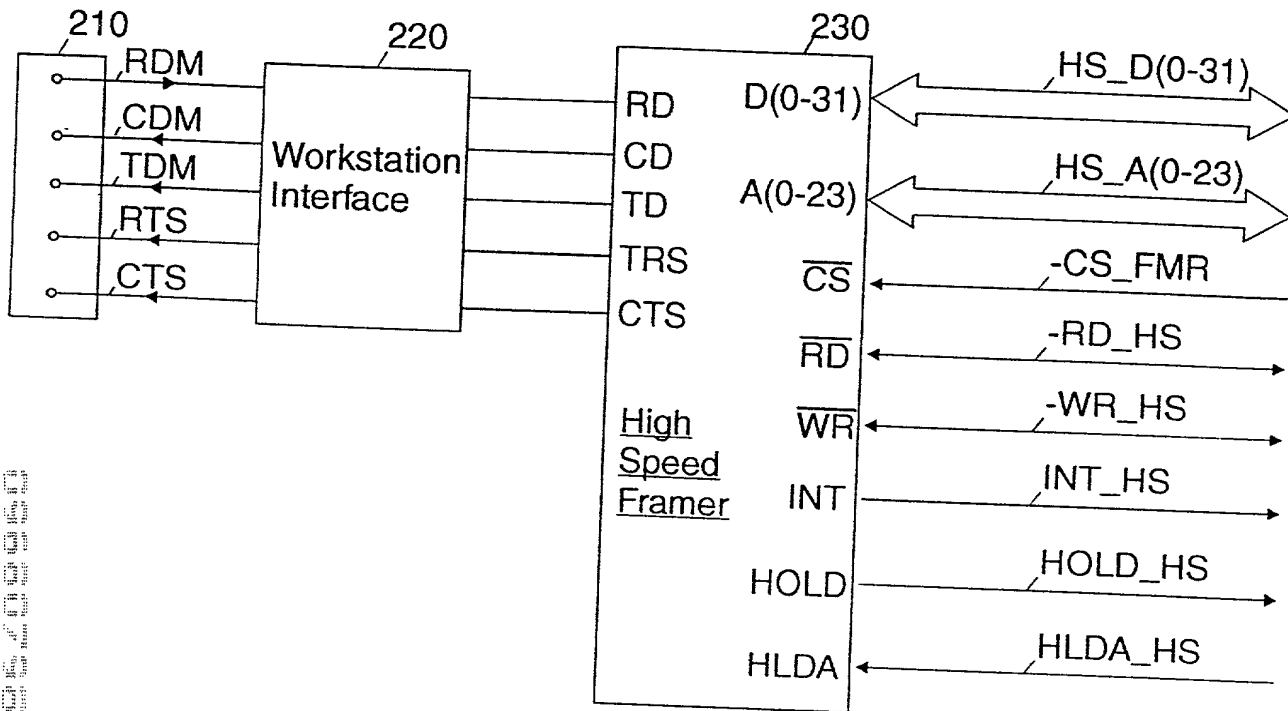 210
RDM
CDM
TDM
RTS
CTS
220
Workstation
Interface
230
RD
CD
TD
TRS
CTS
High
Speed
Framer
D(0-31)
A(0-23)
CS
RD
WR
INT
HOLD
HLDA
HS_D(0-31)
HS_A(0-23)
-CS_FMR
-RD_HS
-WR_HS
INT_HS
HOLD_HS
HLDA_HS